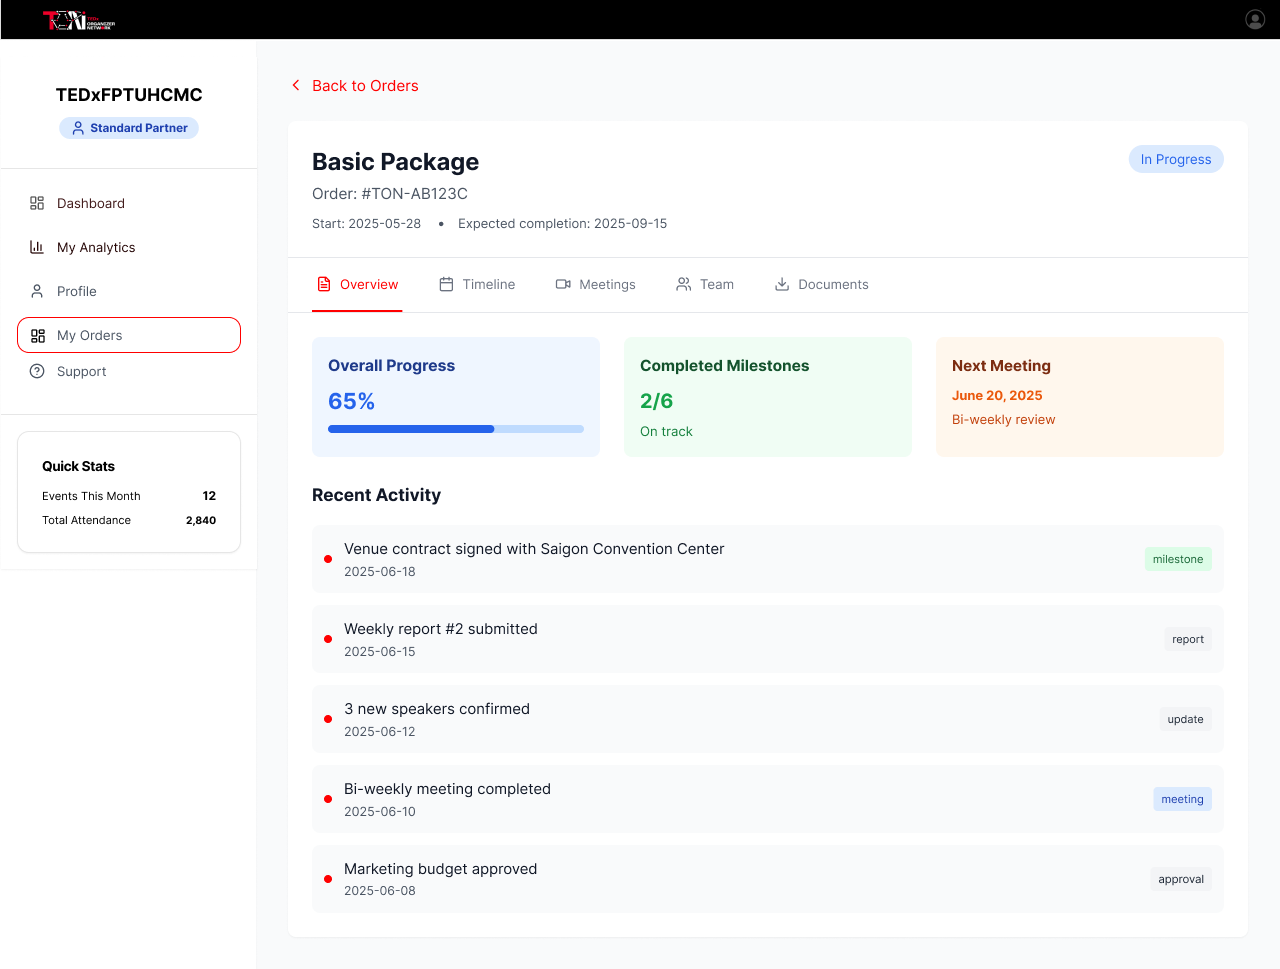 TEDx
ORGANIZER
NETWORK
TEDxFPTUHCMC
Standard Partner
Dashboard
My Analytics
Profile
My Orders
Support
Quick Stats
Events This Month 12
Total Attendance 2,840
Back to Orders
Basic Package
In Progress
Order: #TON-AB123C
Start: 2025-05-28 • Expected completion: 2025-09-15
Overview Timeline Meetings Team Documents
Overall Progress
65%
Completed Milestones
2/6
On track
Next Meeting
June 20, 2025
Bi-weekly review
Recent Activity
Venue contract signed with Saigon Convention Center
2025-06-18
milestone
Weekly report #2 submitted
2025-06-15
report
3 new speakers confirmed
2025-06-12
update
Bi-weekly meeting completed
2025-06-10
meeting
Marketing budget approved
2025-06-08
approval